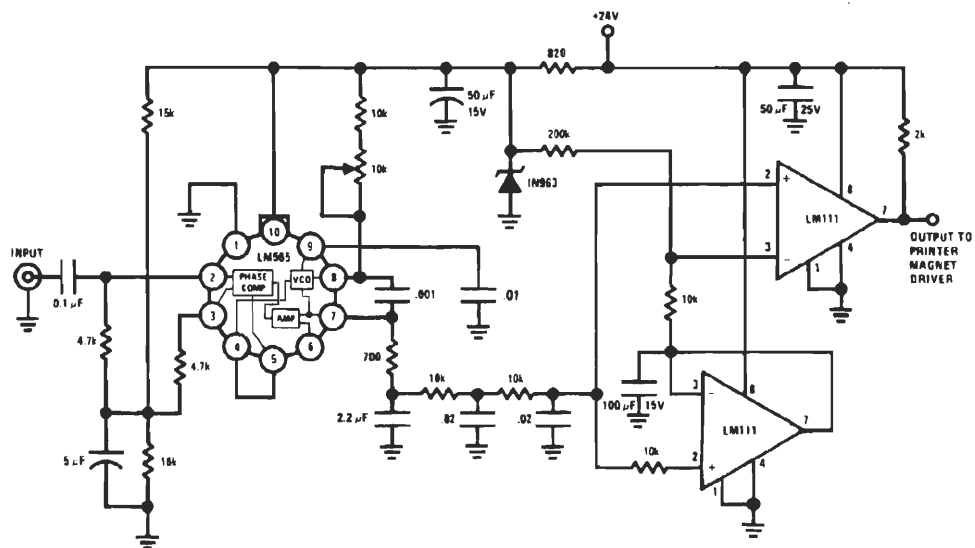 +24V
820
15k
10k
50 µF
15V
50 µF
25V
2k
10k
200k
IN963
2
+
8
LM111
7
3
−
4
1
OUTPUT TO
PRINTER
MAGNET
DRIVER
INPUT
0.1 µF
1
10
9
LM565
2
PHASE
COMP
VCO
8
3
AMP
7
4
5
6
.001
.01
4.7k
4.7k
700
10k
10k
10k
2.2 µF
.02
.02
100 µF
15V
3
−
8
LM111
7
10k
2
+
4
1
5 µF